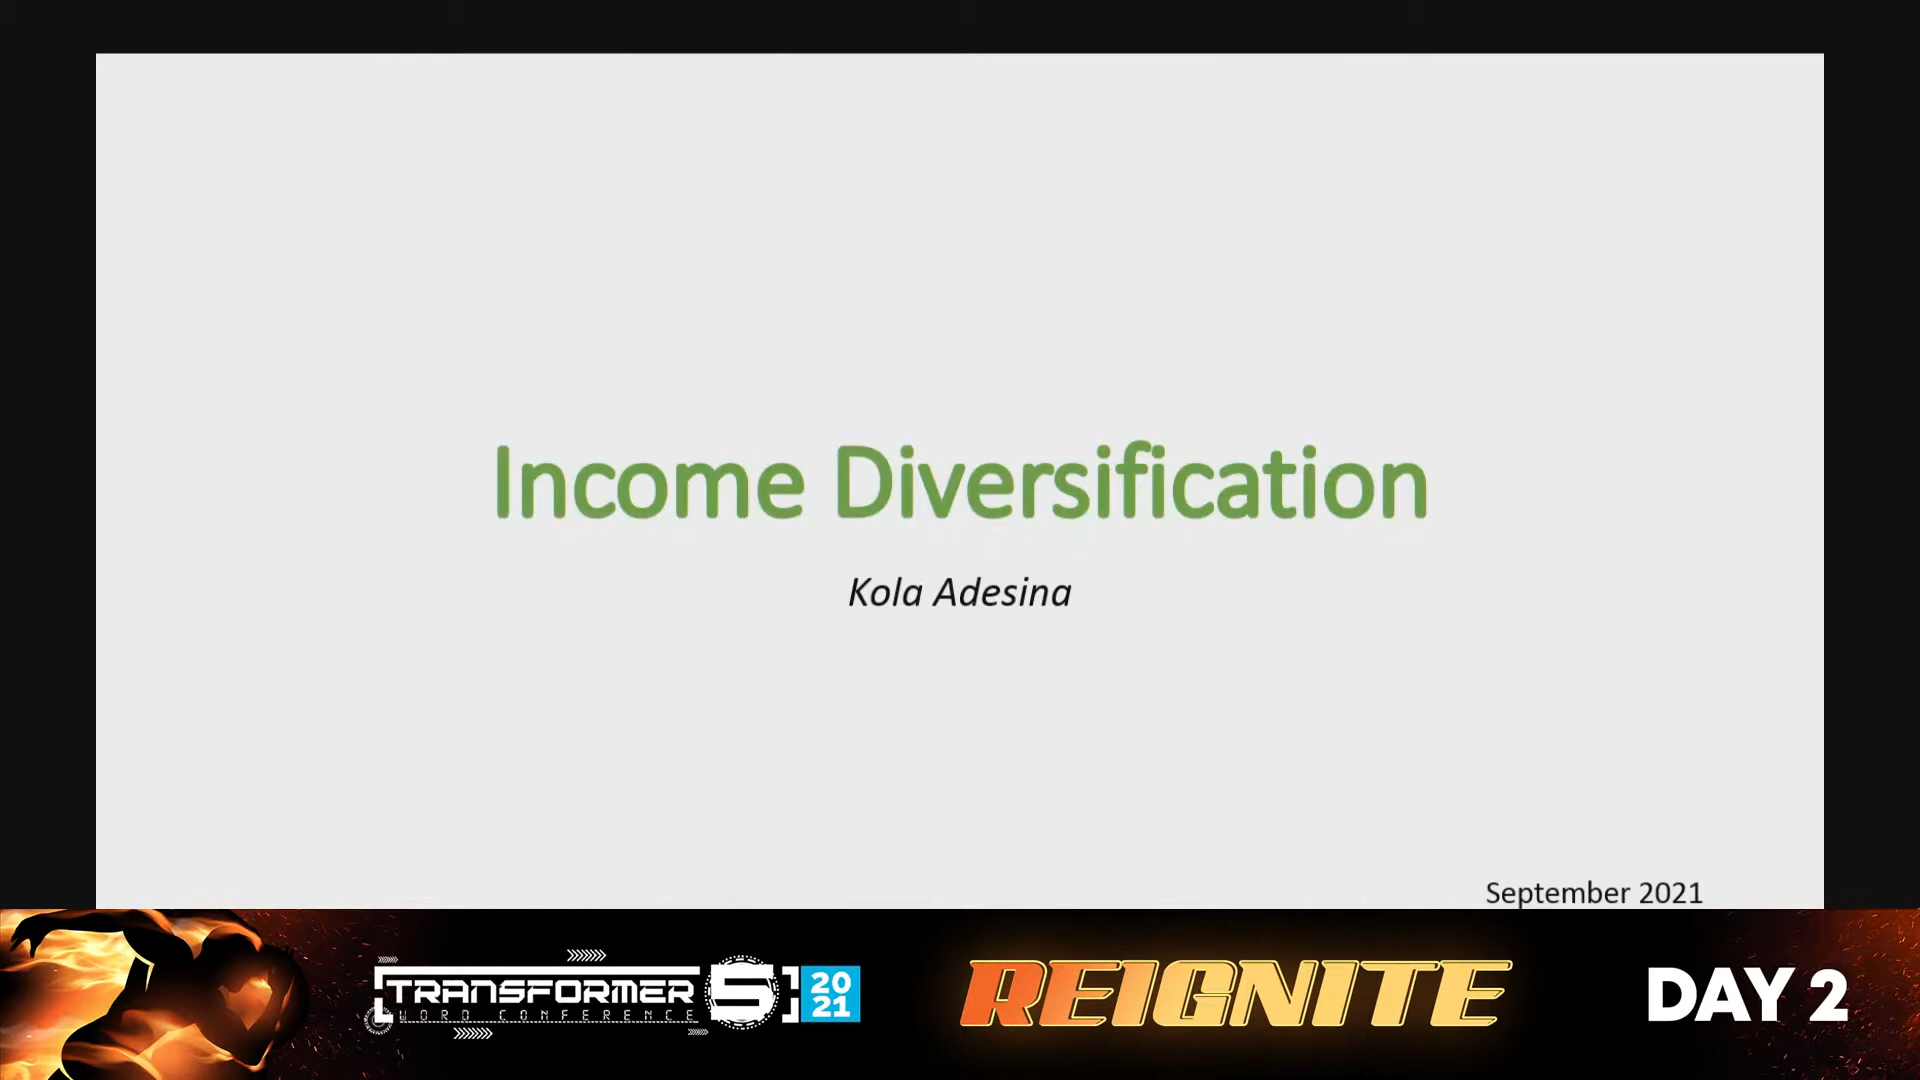 Income Diversification
Kola Adesina
September 2021
TRANSFORMER 5
WORD CONFERENCE
20
21
REIGNITE
DAY 2